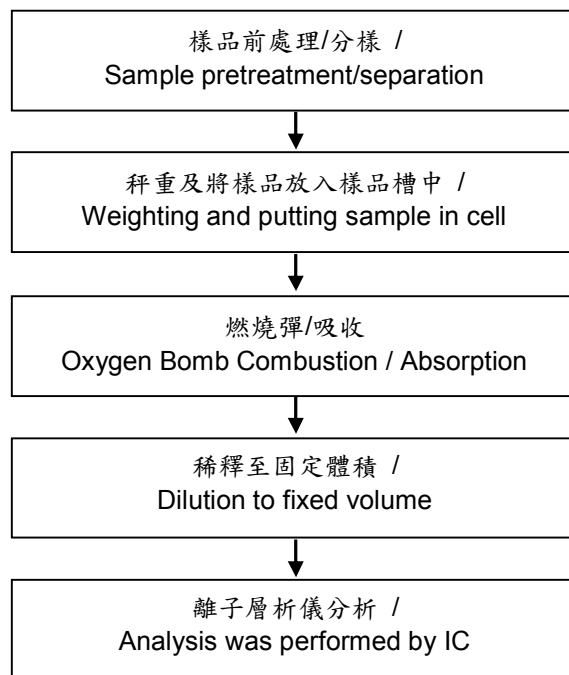 樣品前處理/分樣 /
Sample pretreatment/separation
秤重及將樣品放入樣品槽中 /
Weighting and putting sample in cell
燃燒彈/吸收
Oxygen Bomb Combustion / Absorption
稀釋至固定體積 /
Dilution to fixed volume
離子層析儀分析 /
Analysis was performed by IC